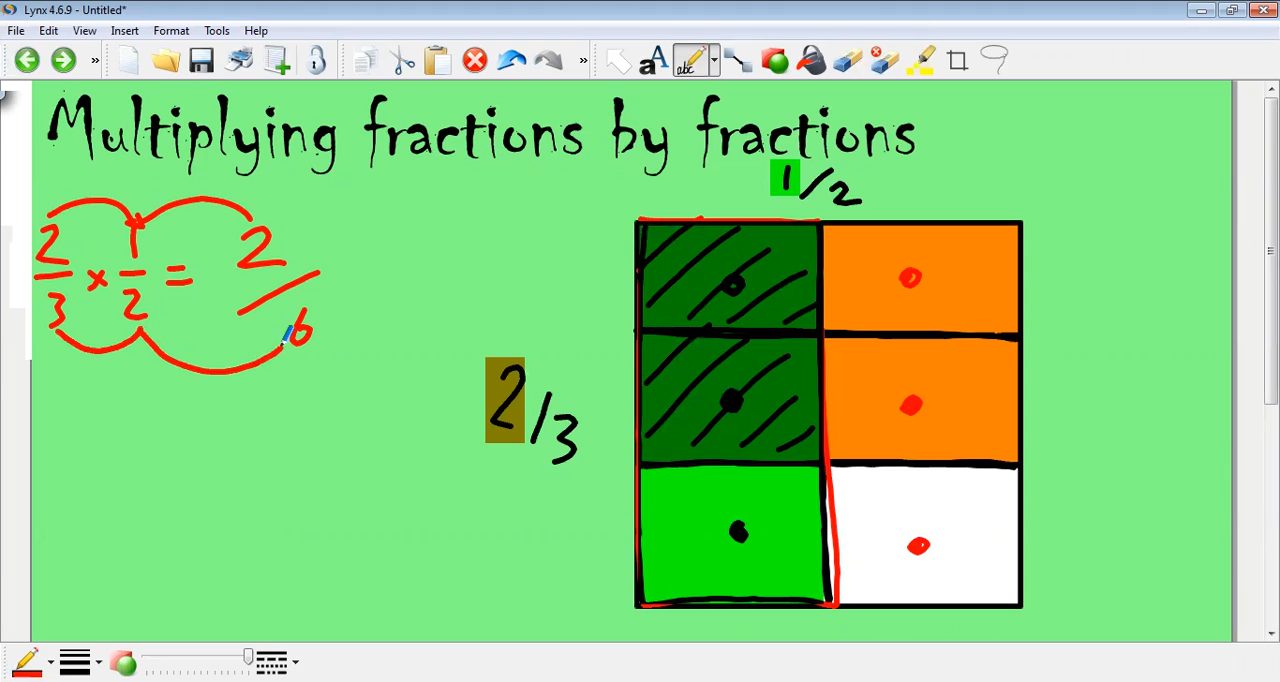 Lynx 4.6.9 - Untitled*
File Edit View Insert Format Tools Help
» » A abc
Multiplying fractions by fractions
1/2
2/3 × 1/2 = 2/6
2/3